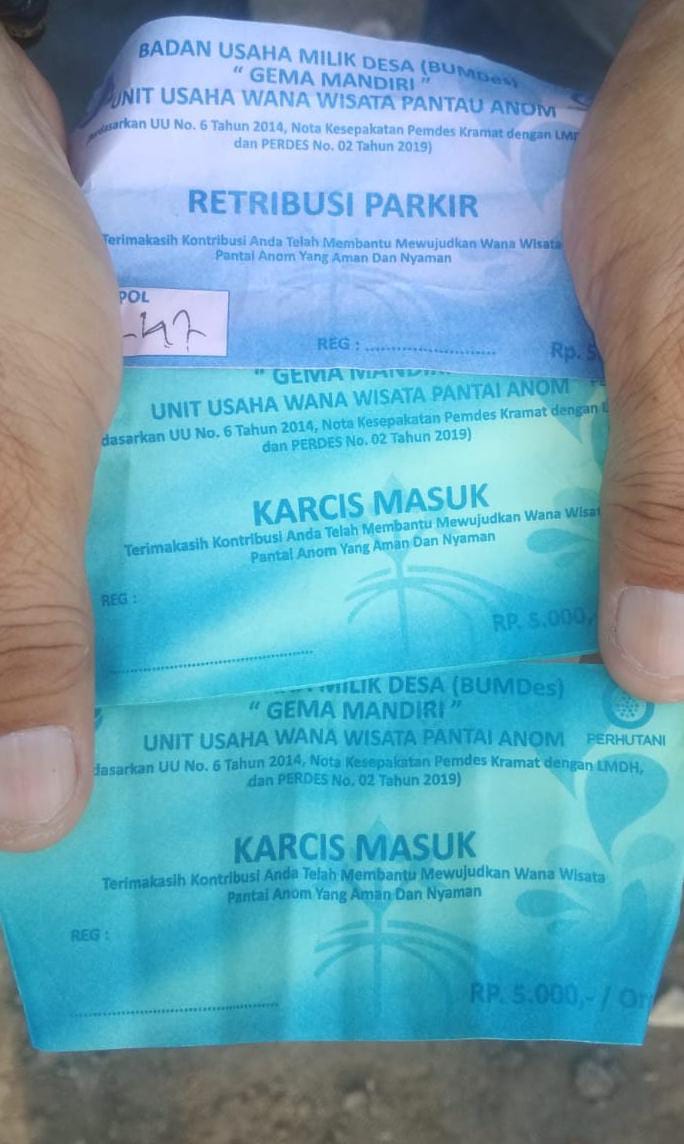 BADAN USAHA MILIK DESA (BUMDes)
" GEMA MANDIRI "
UNIT USAHA WANA WISATA PANTAU ANOM
dasarkan UU No. 6 Tahun 2014, Nota Kesepakatan Pemdes Kramat dengan LMD
dan PERDES No. 02 Tahun 2019)
RETRIBUSI PARKIR
Terimakasih Kontribusi Anda Telah Membantu Mewujudkan Wana Wisata
Pantai Anom Yang Aman Dan Nyaman
POL
REG : ..............................
Rp. 5
" GEMA MANDIRI
UNIT USAHA WANA WISATA PANTAI ANOM
dasarkan UU No. 6 Tahun 2014, Nota Kesepakatan Pemdes Kramat dengan L
dan PERDES No. 02 Tahun 2019)
KARCIS MASUK
Terimakasih Kontribusi Anda Telah Membantu Mewujudkan Wana Wisat
Pantai Anom Yang Aman Dan Nyaman
REG :
RP. 5.000,-
MILIK DESA (BUMDes)
" GEMA MANDIRI "
UNIT USAHA WANA WISATA PANTAI ANOM
PERHUTANI
dasarkan UU No. 6 Tahun 2014, Nota Kesepakatan Pemdes Kramat dengan LMDH,
dan PERDES No. 02 Tahun 2019)
KARCIS MASUK
Terimakasih Kontribusi Anda Telah Membantu Mewujudkan Wana Wisata
Pantai Anom Yang Aman Dan Nyaman
REG :
RP. 5.000,- / Or